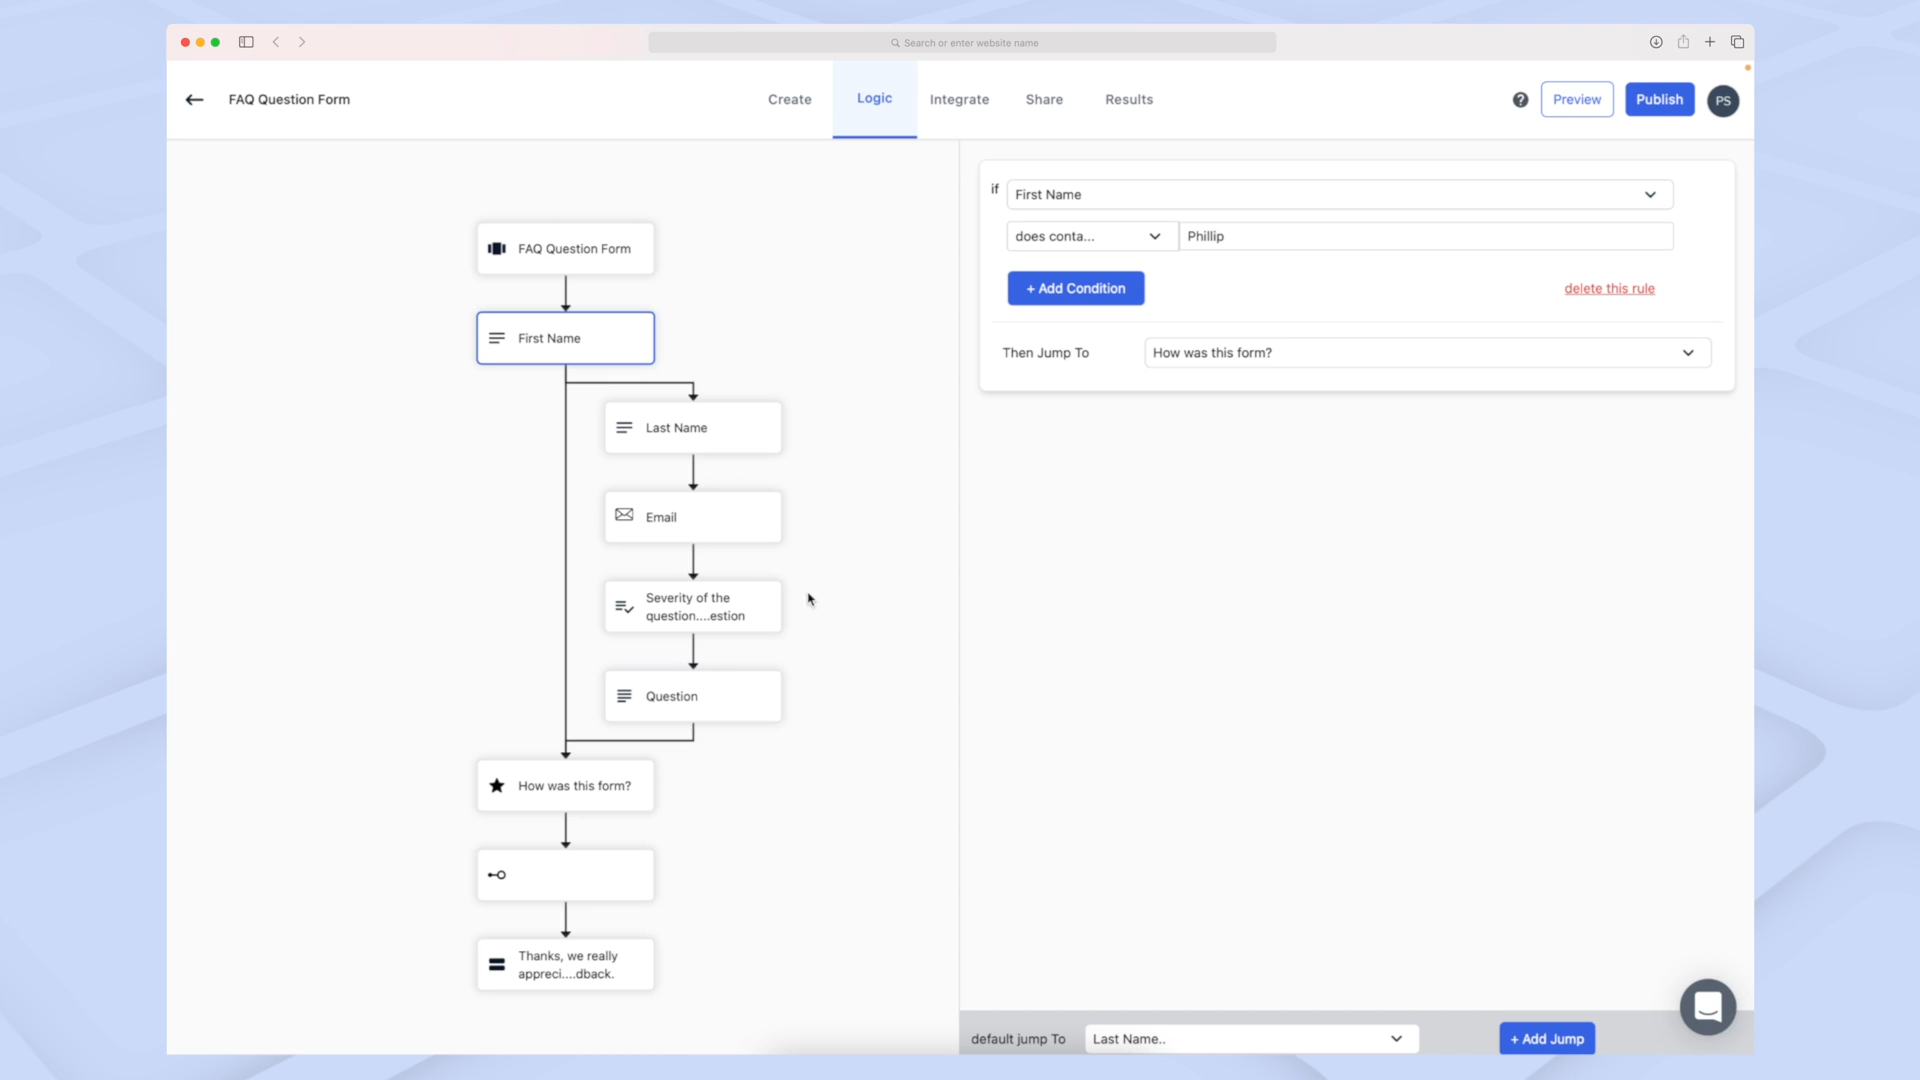 Search or enter website name
FAQ Question Form
Create
Logic
Integrate
Share
Results
?
Preview
Publish
PS
FAQ Question Form
First Name
Last Name
Email
Severity of the
question....estion
Question
How was this form?
Thanks, we really
appreci....dback.
if
First Name
does conta...
Phillip
+ Add Condition
delete this rule
Then Jump To
How was this form?
default jump To
Last Name..
+ Add Jump